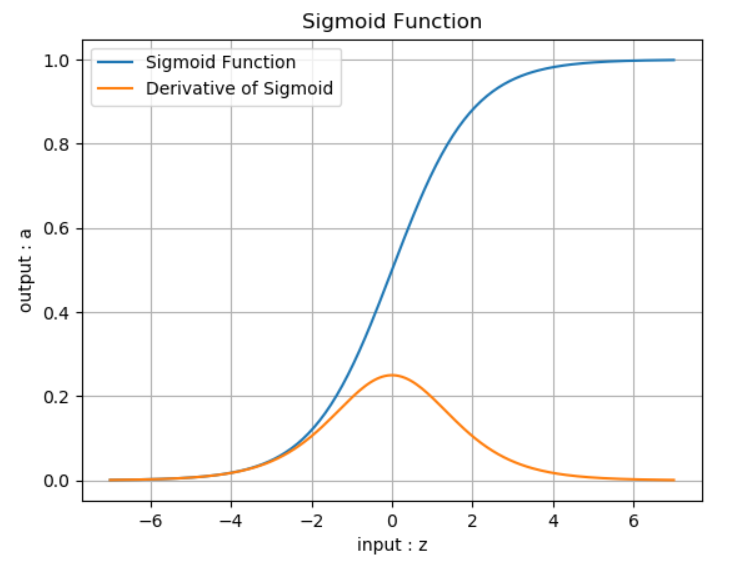 Sigmoid Function
Sigmoid Function
Derivative of Sigmoid
1.0
0.8
0.6
0.4
0.2
0.0
output : a
−6 −4 −2 0 2 4 6
input : z